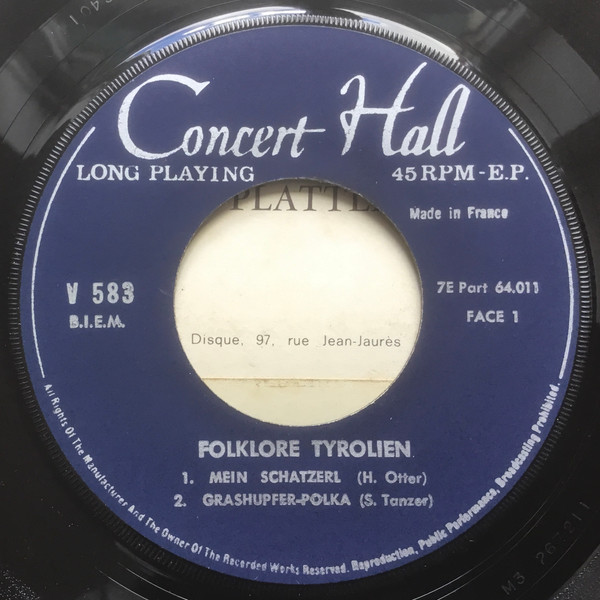 Concert Hall
LONG PLAYING
45 RPM - E.P.
PLATTE
Made in France
V 583
B.I.E.M.
7E Part 64.011
FACE 1
Disque, 97, rue Jean-Jaurès
FOLKLORE TYROLIEN
1. MEIN SCHATZERL (H. Otter)
2. GRASHUPFER-POLKA (S. Tanzer)
All Rights Of The Manufacturer And The Owner Of The Recorded Works Reserved. Reproduction, Public Performance, Broadcasting Prohibited.